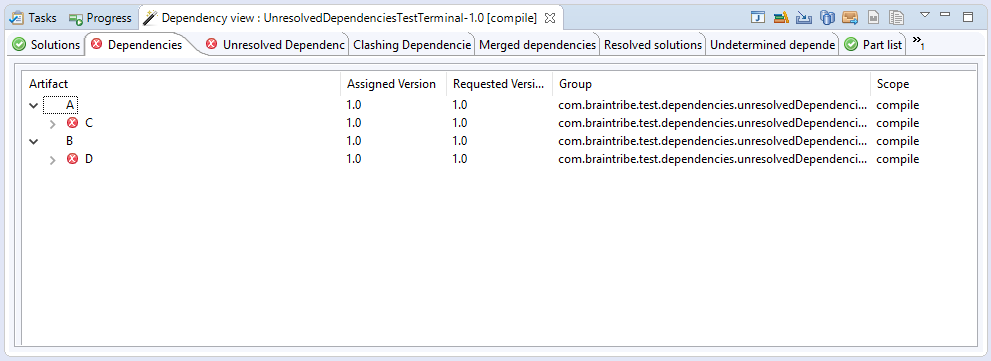 Tasks Progress Dependency view : UnresolvedDependenciesTestTerminal-1.0 [compile]
Solutions Dependencies Unresolved Dependenc Clashing Dependencie Merged dependencies Resolved solutions Undetermined depende Part list »1
Artifact Assigned Version Requested Versi... Group Scope
A 1.0 1.0 com.braintribe.test.dependencies.unresolvedDependenci... compile
C 1.0 1.0 com.braintribe.test.dependencies.unresolvedDependenci... compile
B 1.0 1.0 com.braintribe.test.dependencies.unresolvedDependenci... compile
D 1.0 1.0 com.braintribe.test.dependencies.unresolvedDependenci... compile